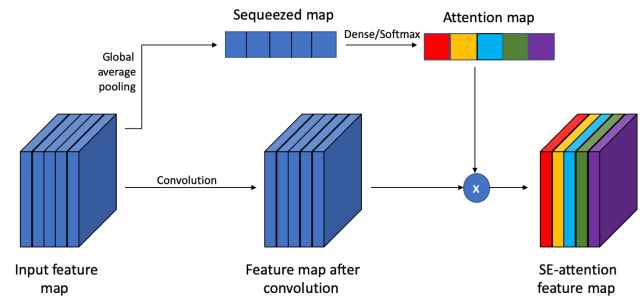 Sequeezed map
Attention map
Dense/Softmax
Global
average
pooling
Convolution
X
Input feature
map
Feature map after
convolution
SE-attention
feature map